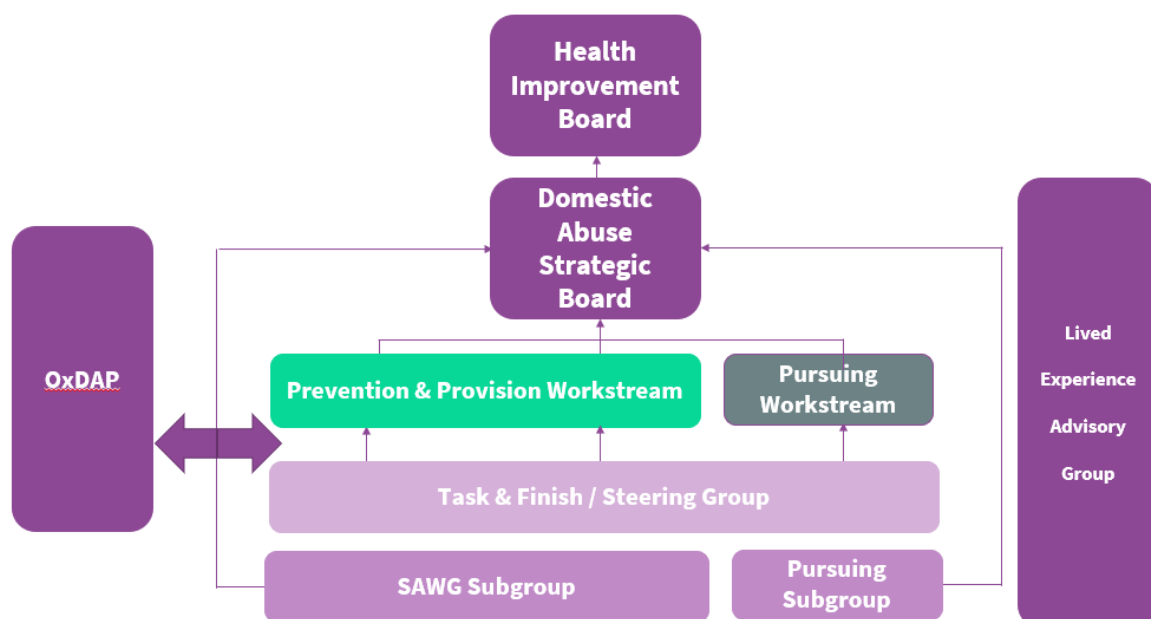 Health
Improvement
Board
Domestic
Abuse
Strategic
Board
OxDAP
Prevention & Provision Workstream
Pursuing
Workstream
Lived
Experience
Advisory
Group
Task & Finish / Steering Group
SAWG Subgroup
Pursuing
Subgroup